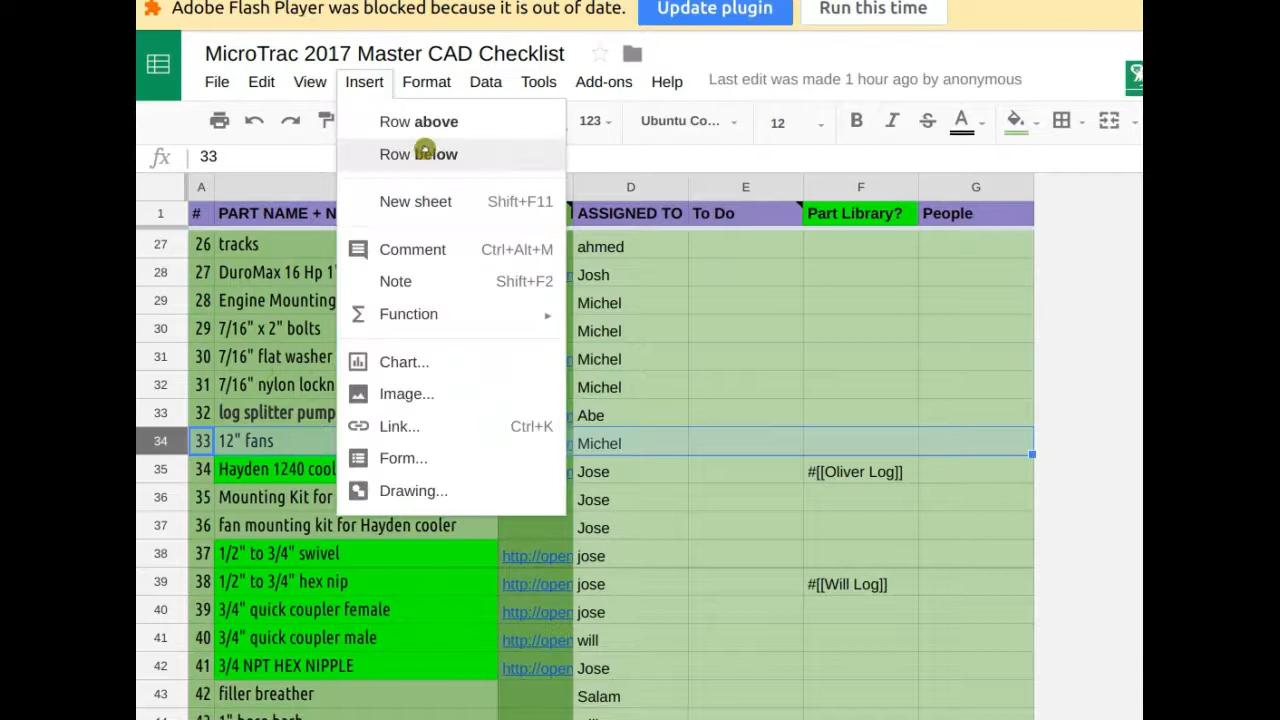 Adobe Flash Player was blocked because it is out of date. Update plugin Run this time
MicroTrac 2017 Master CAD Checklist
File Edit View Insert Format Data Tools Add-ons Help Last edit was made 1 hour ago by anonymous
123 Ubuntu Co... 12 B I S A
fx 33
Row above
Row below
New sheet Shift+F11
Comment Ctrl+Alt+M
Note Shift+F2
Function
Chart...
Image...
Link... Ctrl+K
Form...
Drawing...
A D E F G
1 # PART NAME + N ASSIGNED TO To Do Part Library? People
27 26 tracks ahmed
28 27 DuroMax 16 Hp 1" Josh
29 28 Engine Mounting Michel
30 29 7/16" x 2" bolts Michel
31 30 7/16" flat washer Michel
32 31 7/16" nylon lockn Michel
33 32 log splitter pump Abe
34 33 12" fans Michel
35 34 Hayden 1240 cool Jose #[[Oliver Log]]
36 35 Mounting Kit for Jose
37 36 fan mounting kit for Hayden cooler Jose
38 37 1/2" to 3/4" swivel http://open jose
39 38 1/2" to 3/4" hex nip http://open jose #[[Will Log]]
40 39 3/4" quick coupler female http://open jose
41 40 3/4" quick coupler male http://open will
42 41 3/4 NPT HEX NIPPLE http://open Jose
43 42 filler breather Salam